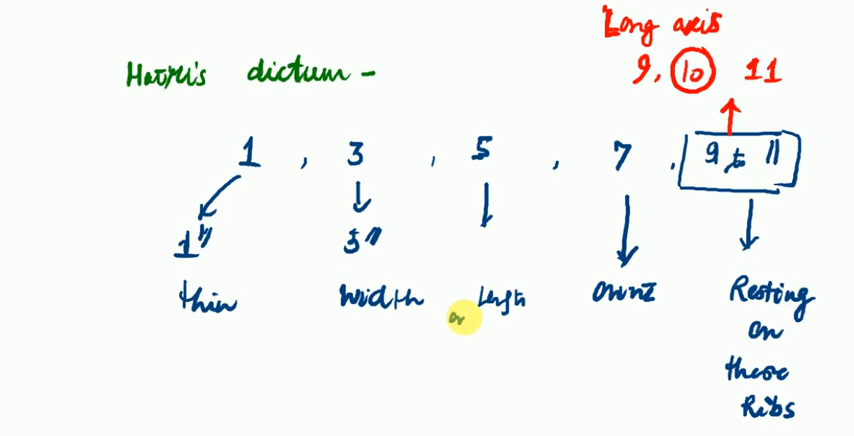 Long axis
Harris's dictum -
9, 10 11
1 , 3 , 5 , 7 , 9 to 11
1" 3"
thin width length ounz Resting
on
these
Ribs